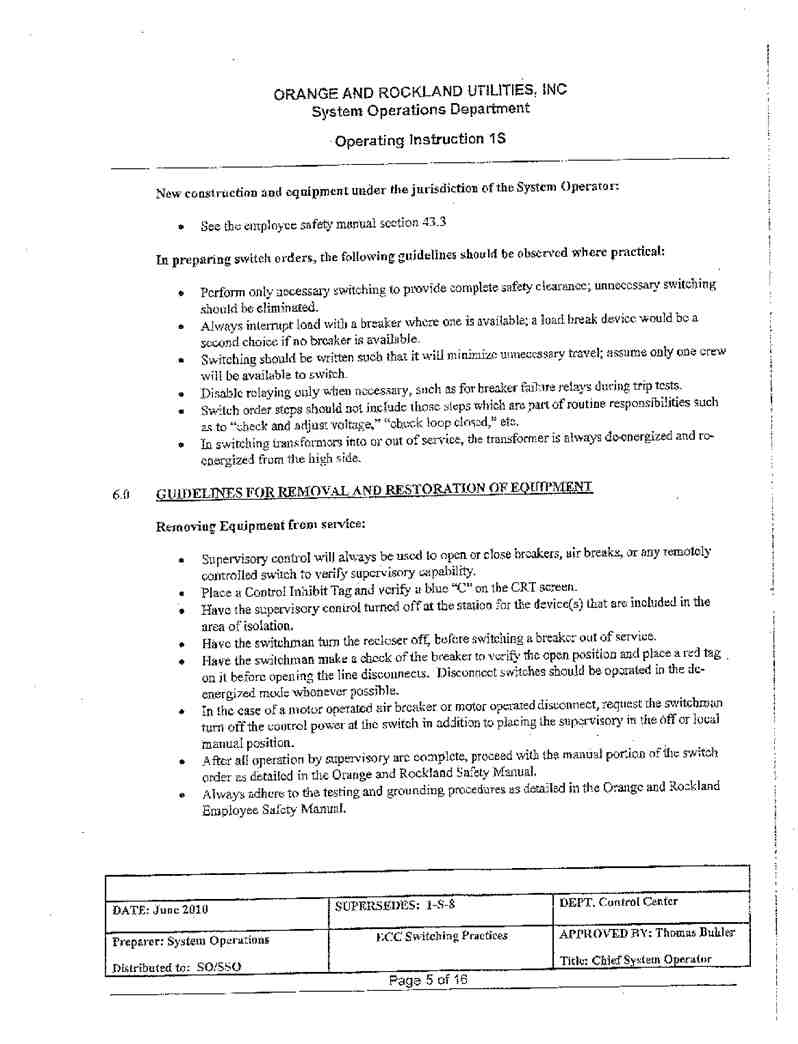 ORANGE AND ROCKLAND UTILITIES, INC
System Operations Department
Operating Instruction 1S
New construction and equipment under the jurisdiction of the System Operator:
• See the employee safety manual section 43.3
In preparing switch orders, the following guidelines should be observed where practical:
• Perform only necessary switching to provide complete safety clearance; unnecessary switching
should be eliminated.
• Always interrupt load with a breaker where one is available; a load break device would be a
second choice if no breaker is available.
• Switching should be written such that it will minimize unnecessary travel; assume only one crew
will be available to switch.
• Disable relaying only when necessary, such as for breaker failure relays during trip tests.
• Switch order steps should not include those steps which are part of routine responsibilities such
as to "check and adjust voltage," "check loop closed," etc.
• In switching transformers into or out of service, the transformer is always de-energized and re-
energized from the high side.
6.0 GUIDELINES FOR REMOVAL AND RESTORATION OF EQUIPMENT
Removing Equipment from service:
• Supervisory control will always be used to open or close breakers, air breaks, or any remotely
controlled switch to verify supervisory capability.
• Place a Control Inhibit Tag and verify a blue "C" on the CRT screen.
• Have the supervisory control turned off at the station for the device(s) that are included in the
area of isolation.
• Have the switchman turn the recloser off, before switching a breaker out of service.
• Have the switchman make a check of the breaker to verify the open position and place a red tag
on it before opening the line disconnects. Disconnect switches should be operated in the de-
energized mode whenever possible.
• In the case of a motor operated air breaker or motor operated disconnect, request the switchman
turn off the control power at the switch in addition to placing the supervisory in the off or local
manual position.
• After all operation by supervisory are complete, proceed with the manual portion of the switch
order as detailed in the Orange and Rockland Safety Manual.
• Always adhere to the testing and grounding procedures as detailed in the Orange and Rockland
Employee Safety Manual.
DATE: June 2010 SUPERSEDES: 1-S-8 DEPT. Control Center
Preparer: System Operations ECC Switching Practices APPROVED BY: Thomas Buhler
Distributed to: SO/SSO Title: Chief System Operator
Page 5 of 16